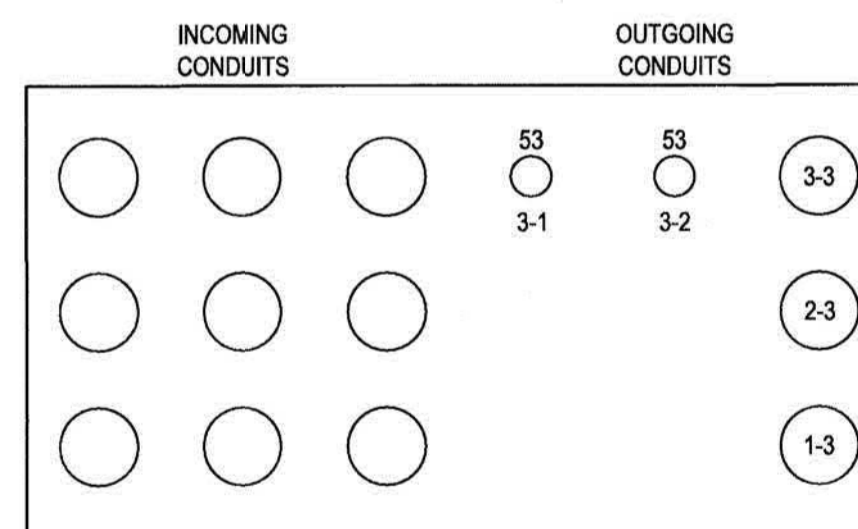 INCOMING
CONDUITS
OUTGOING
CONDUITS
53
53
3-3
3-1
3-2
2-3
1-3